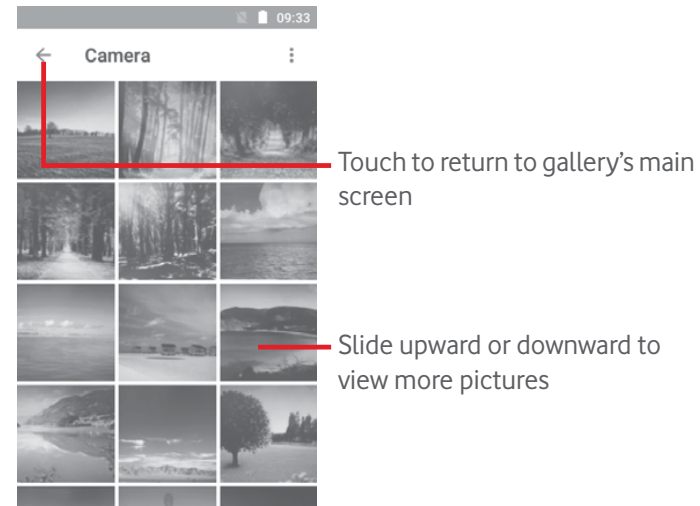 09:33
Camera
Touch to return to gallery's main
screen
Slide upward or downward to
view more pictures